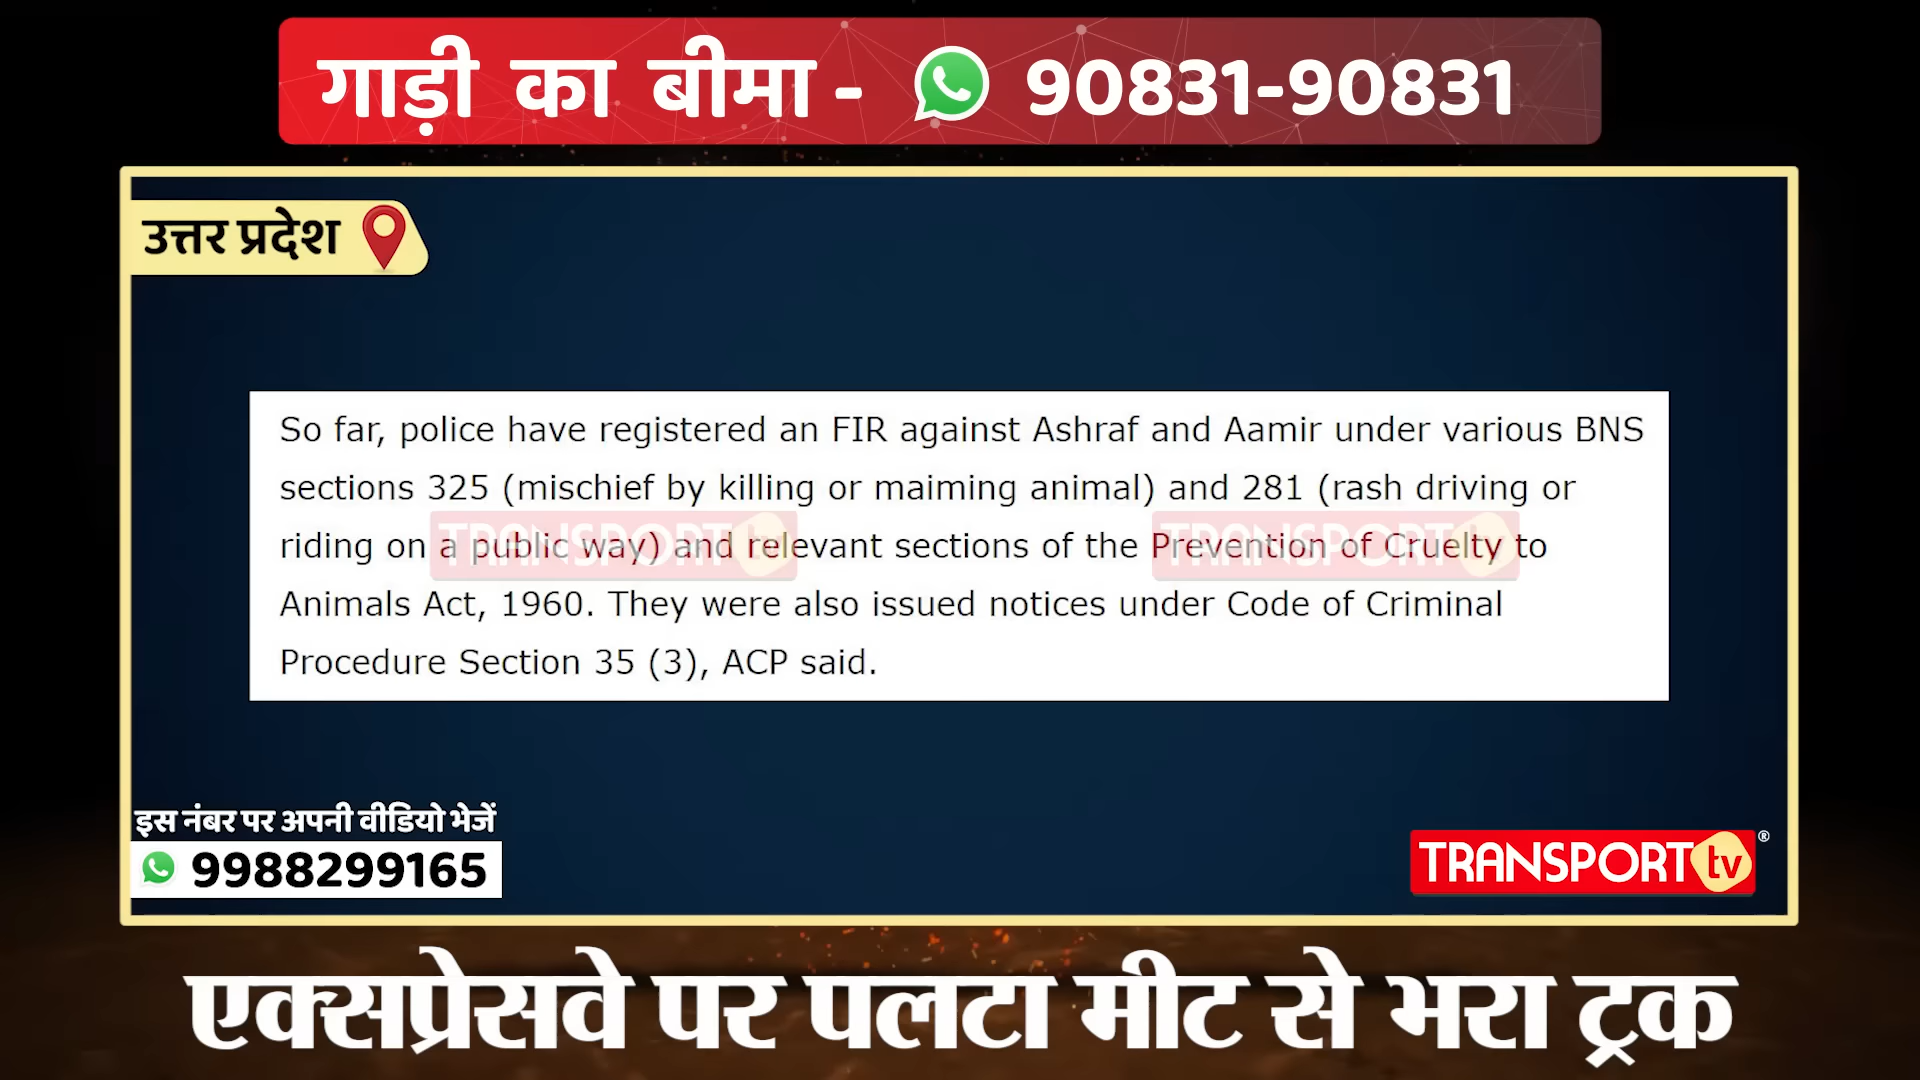 गाड़ी का बीमा - 90831-90831
उत्तर प्रदेश
So far, police have registered an FIR against Ashraf and Aamir under various BNS
sections 325 (mischief by killing or maiming animal) and 281 (rash driving or
riding on a public way) and relevant sections of the Prevention of Cruelty to
Animals Act, 1960. They were also issued notices under Code of Criminal
Procedure Section 35 (3), ACP said.
TRANSPORT tv
TRANSPORT tv
इस नंबर पर अपनी वीडियो भेजें
9988299165
TRANSPORT tv ®
एक्सप्रेसवे पर पलटा मीट से भरा ट्रक